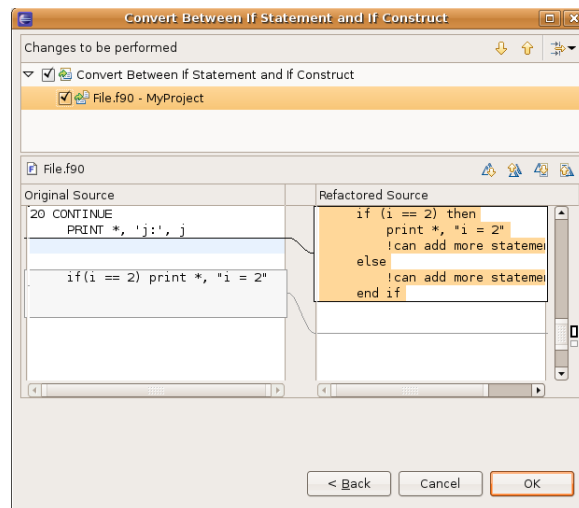 Convert Between If Statement and If Construct
Changes to be performed
Convert Between If Statement and If Construct
File.f90 - MyProject
File.f90
Original Source
Refactored Source
20 CONTINUE
PRINT *, 'j:', j
if(i == 2) print *, "i = 2"
if (i == 2) then
print *, "i = 2"
!can add more
else
!can add more
end if
< Back
Cancel
OK